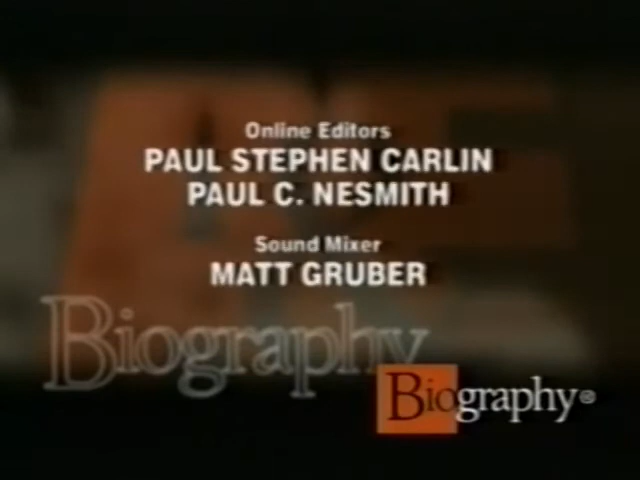 Online Editors
PAUL STEPHEN CARLIN
PAUL C. NESMITH
Sound Mixer
MATT GRUBER
Biography
Biography®